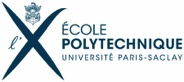 l'X
ÉCOLE
POLYTECHNIQUE
UNIVERSITÉ PARIS-SACLAY